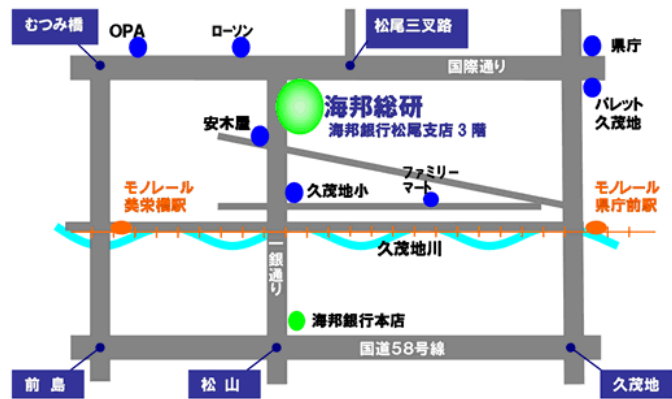 むつみ橋
OPA
ローソン
松尾三叉路
県庁
国際通り
パレット
久茂地
海邦総研
海邦銀行松尾支店3階
安木屋
ファミリー
マート
モノレール
美栄橋駅
久茂地小
モノレール
県庁前駅
久茂地川
一銀通り
海邦銀行本店
国道58号線
前島
松山
久茂地